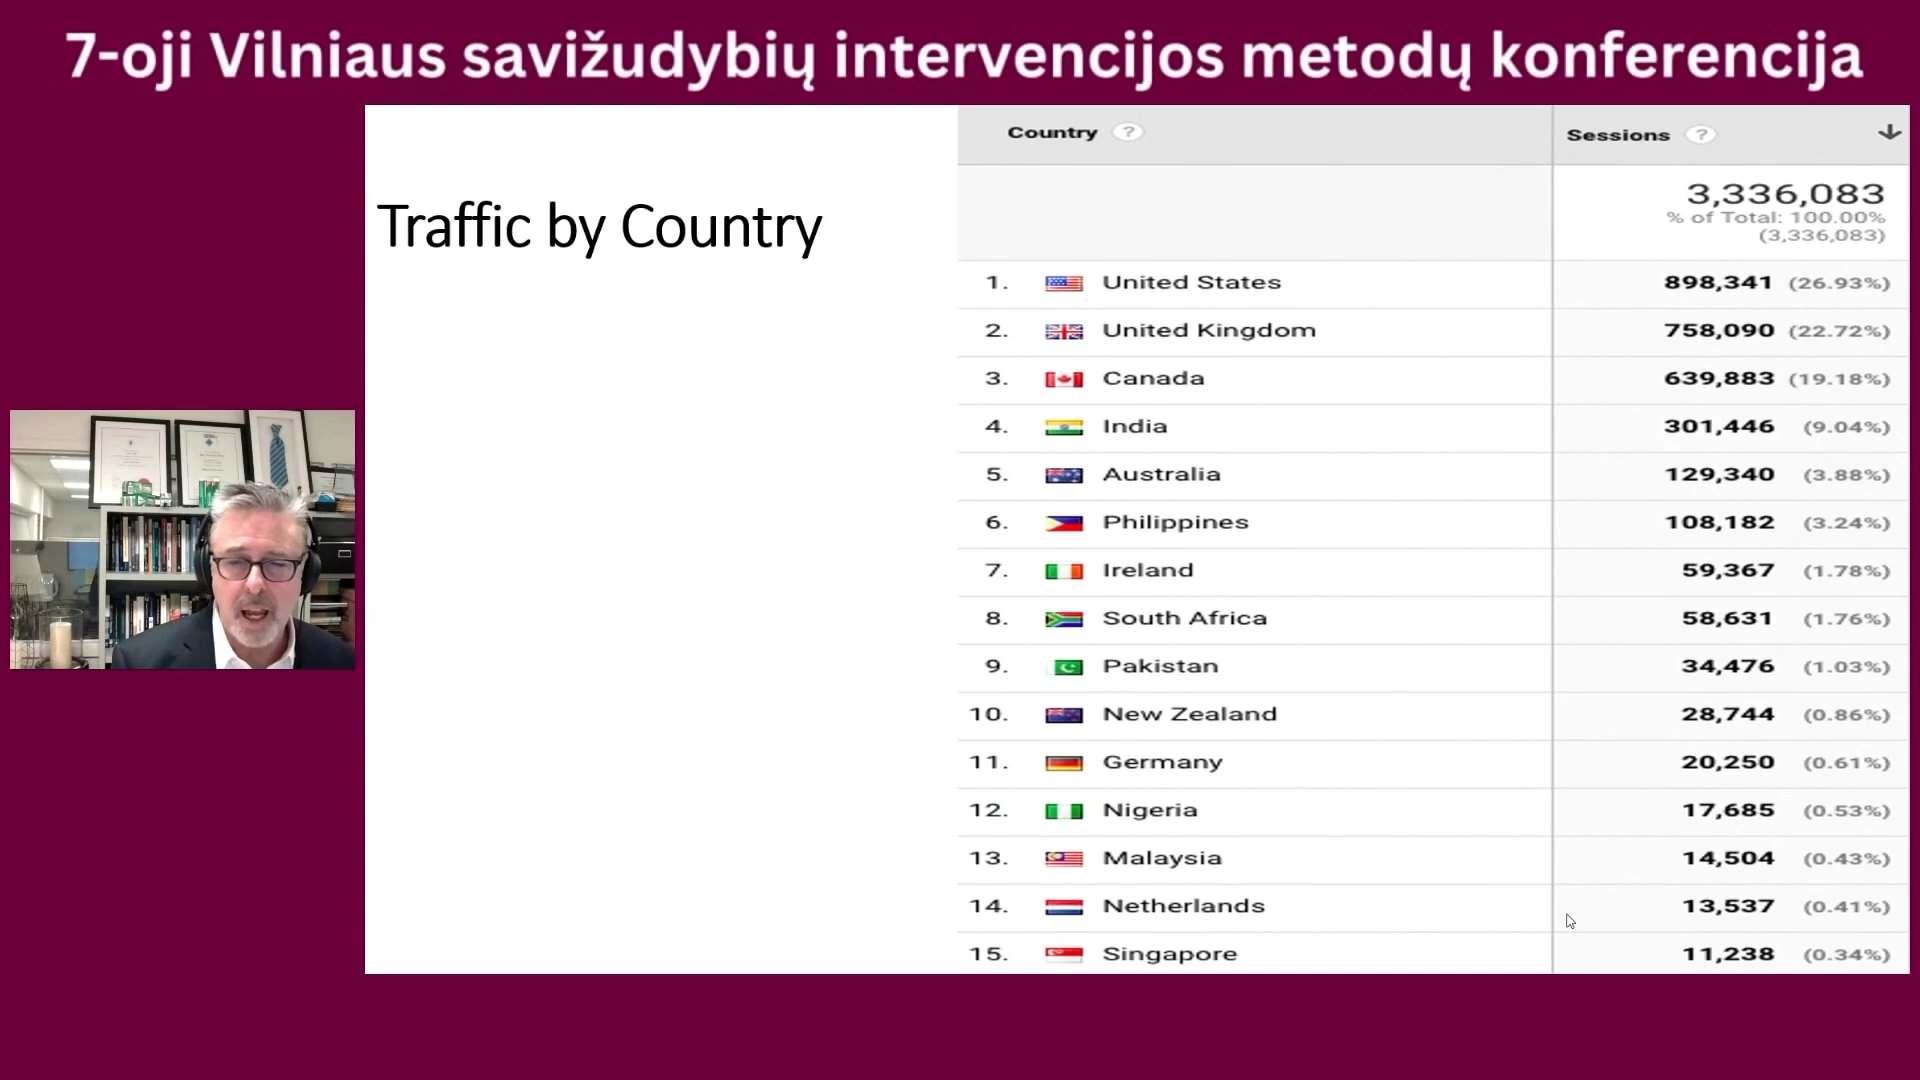 7-oji Vilniaus savižudybių intervencijos metodų konferencija
Traffic by Country
Country ? Sessions ?
3,336,083
% of Total: 100.00%
(3,336,083)
1. United States 898,341 (26.93%)
2. United Kingdom 758,090 (22.72%)
3. Canada 639,883 (19.18%)
4. India 301,446 (9.04%)
5. Australia 129,340 (3.88%)
6. Philippines 108,182 (3.24%)
7. Ireland 59,367 (1.78%)
8. South Africa 58,631 (1.76%)
9. Pakistan 34,476 (1.03%)
10. New Zealand 28,744 (0.86%)
11. Germany 20,250 (0.61%)
12. Nigeria 17,685 (0.53%)
13. Malaysia 14,504 (0.43%)
14. Netherlands 13,537 (0.41%)
15. Singapore 11,238 (0.34%)